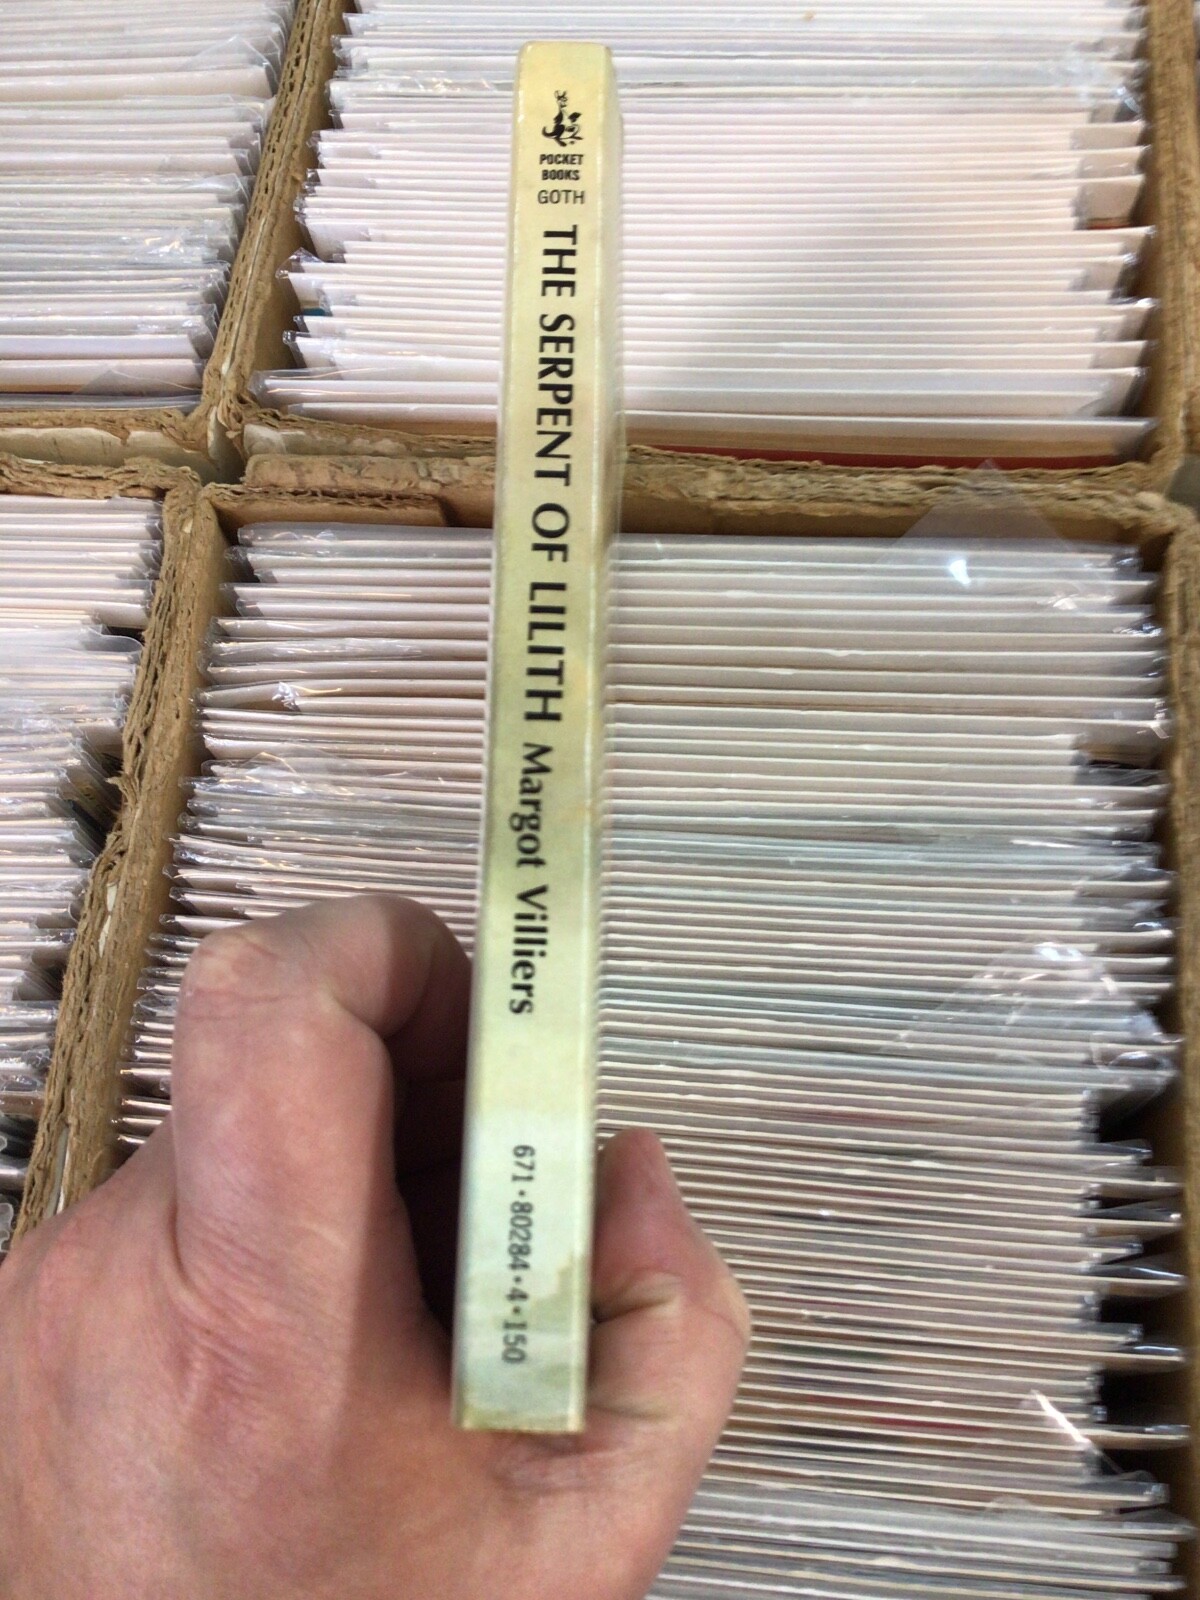 POCKET
BOOKS
GOTH
THE SERPENT OF LILITH Margot Villiers
671·80284·4·150